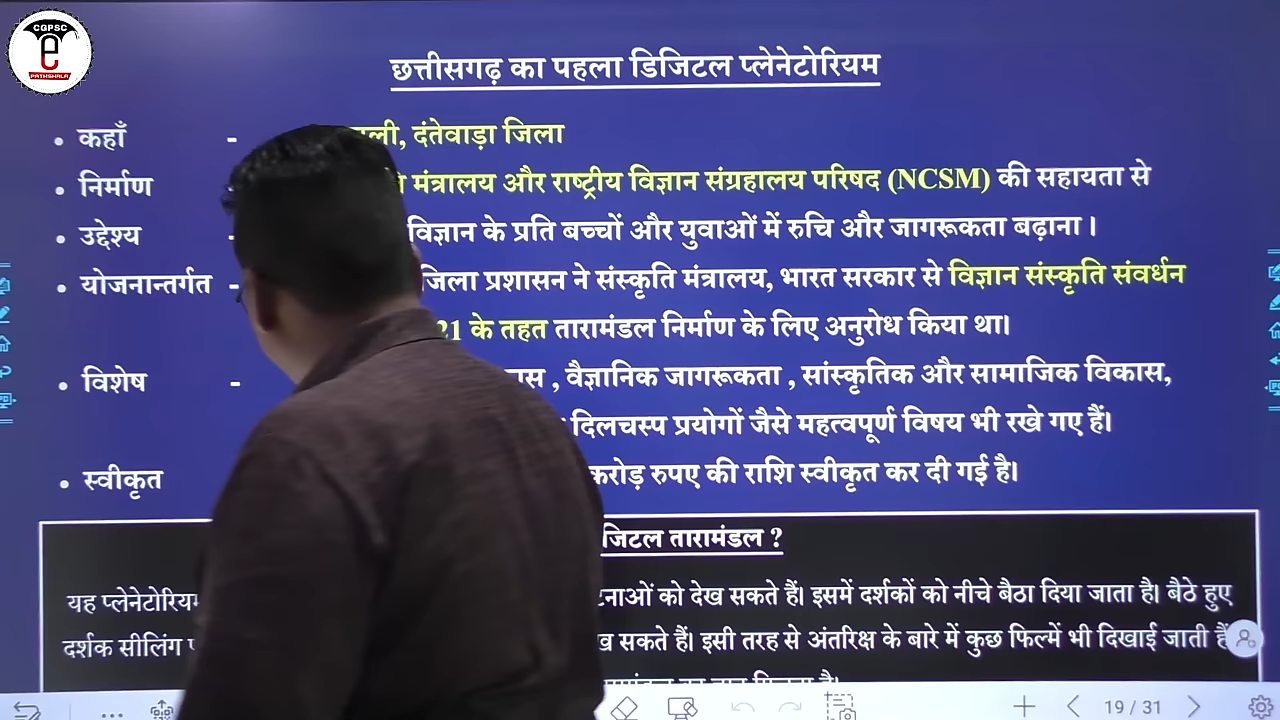 CGPSC
e
PATHSHALA
छत्तीसगढ़ का पहला डिजिटल प्लेनेटोरियम
• कहाँ - दंतेवाड़ा जिला
• निर्माण मंत्रालय और राष्ट्रीय विज्ञान संग्रहालय परिषद (NCSM) की सहायता से
• उद्देश्य - विज्ञान के प्रति बच्चों और युवाओं में रुचि और जागरूकता बढ़ाना ।
• योजनान्तर्गत - जिला प्रशासन ने संस्कृति मंत्रालय, भारत सरकार से विज्ञान संस्कृति संवर्धन
के तहत तारामंडल निर्माण के लिए अनुरोध किया था।
• विशेष - , वैज्ञानिक जागरूकता , सांस्कृतिक और सामाजिक विकास,
दिलचस्प प्रयोगों जैसे महत्वपूर्ण विषय भी रखे गए हैं।
• स्वीकृत करोड़ रुपए की राशि स्वीकृत कर दी गई है।
तारामंडल ?
यह को देख सकते हैं। इसमें दर्शकों को नीचे बैठा दिया जाता है। बैठे हुए
दर्शक सीलिंग सकते हैं। इसी तरह से अंतरिक्ष के बारे में कुछ फिल्में भी दिखाई जाती हैं
19 / 31